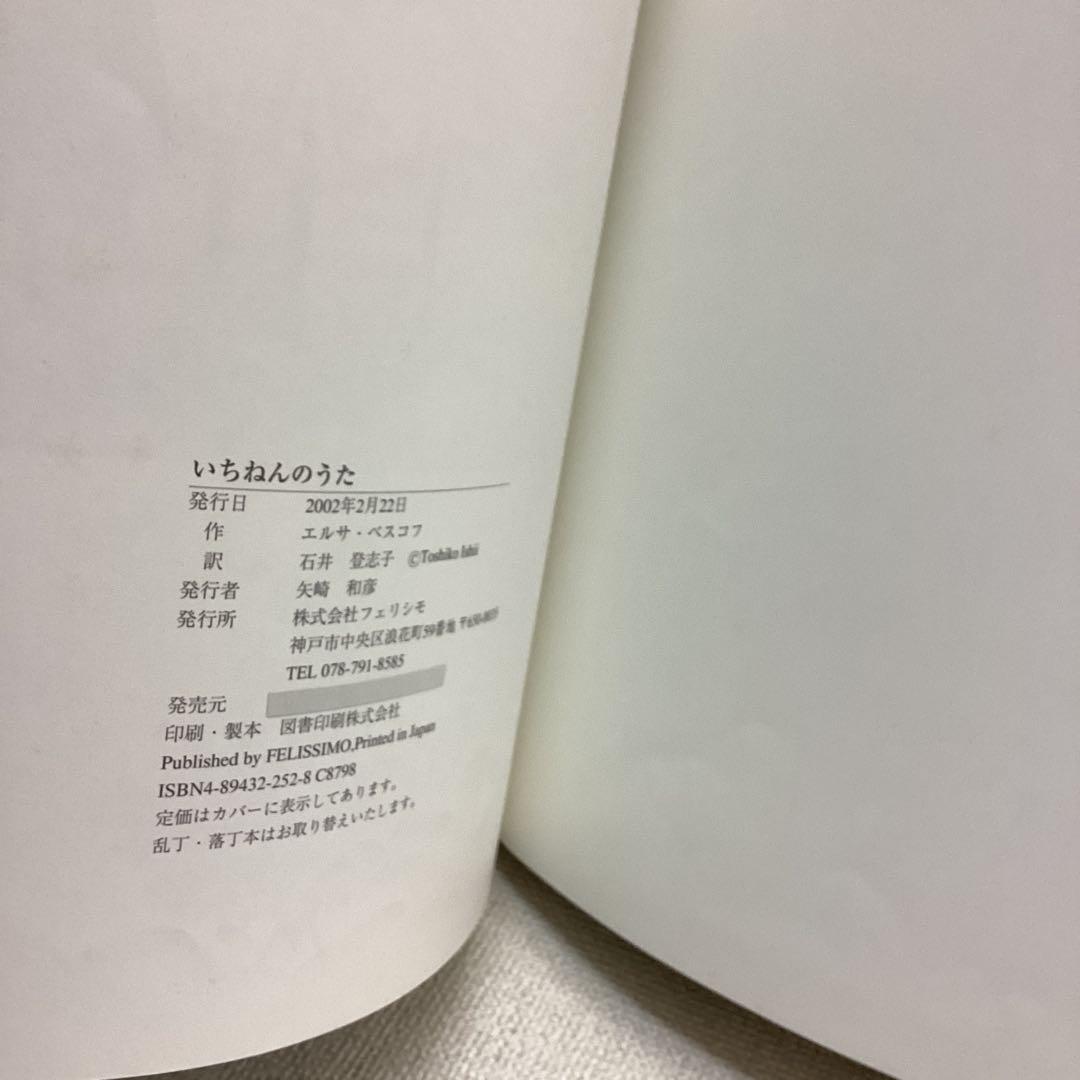 いちねんのうた
発行日 2002年2月22日
作 エルサ・ベスコフ
訳 石井 登志子 ©Toshiko Ishii
発行者 矢崎 和彦
発行所 株式会社フェリシモ
神戸市中央区浪花町59番地 〒650-0035
TEL 078-791-8585
発売元
印刷・製本 図書印刷株式会社
Published by FELISSIMO,Printed in Japan
ISBN4-89432-252-8 C8798
定価はカバーに表示してあります。
乱丁・落丁本はお取り替えいたします。